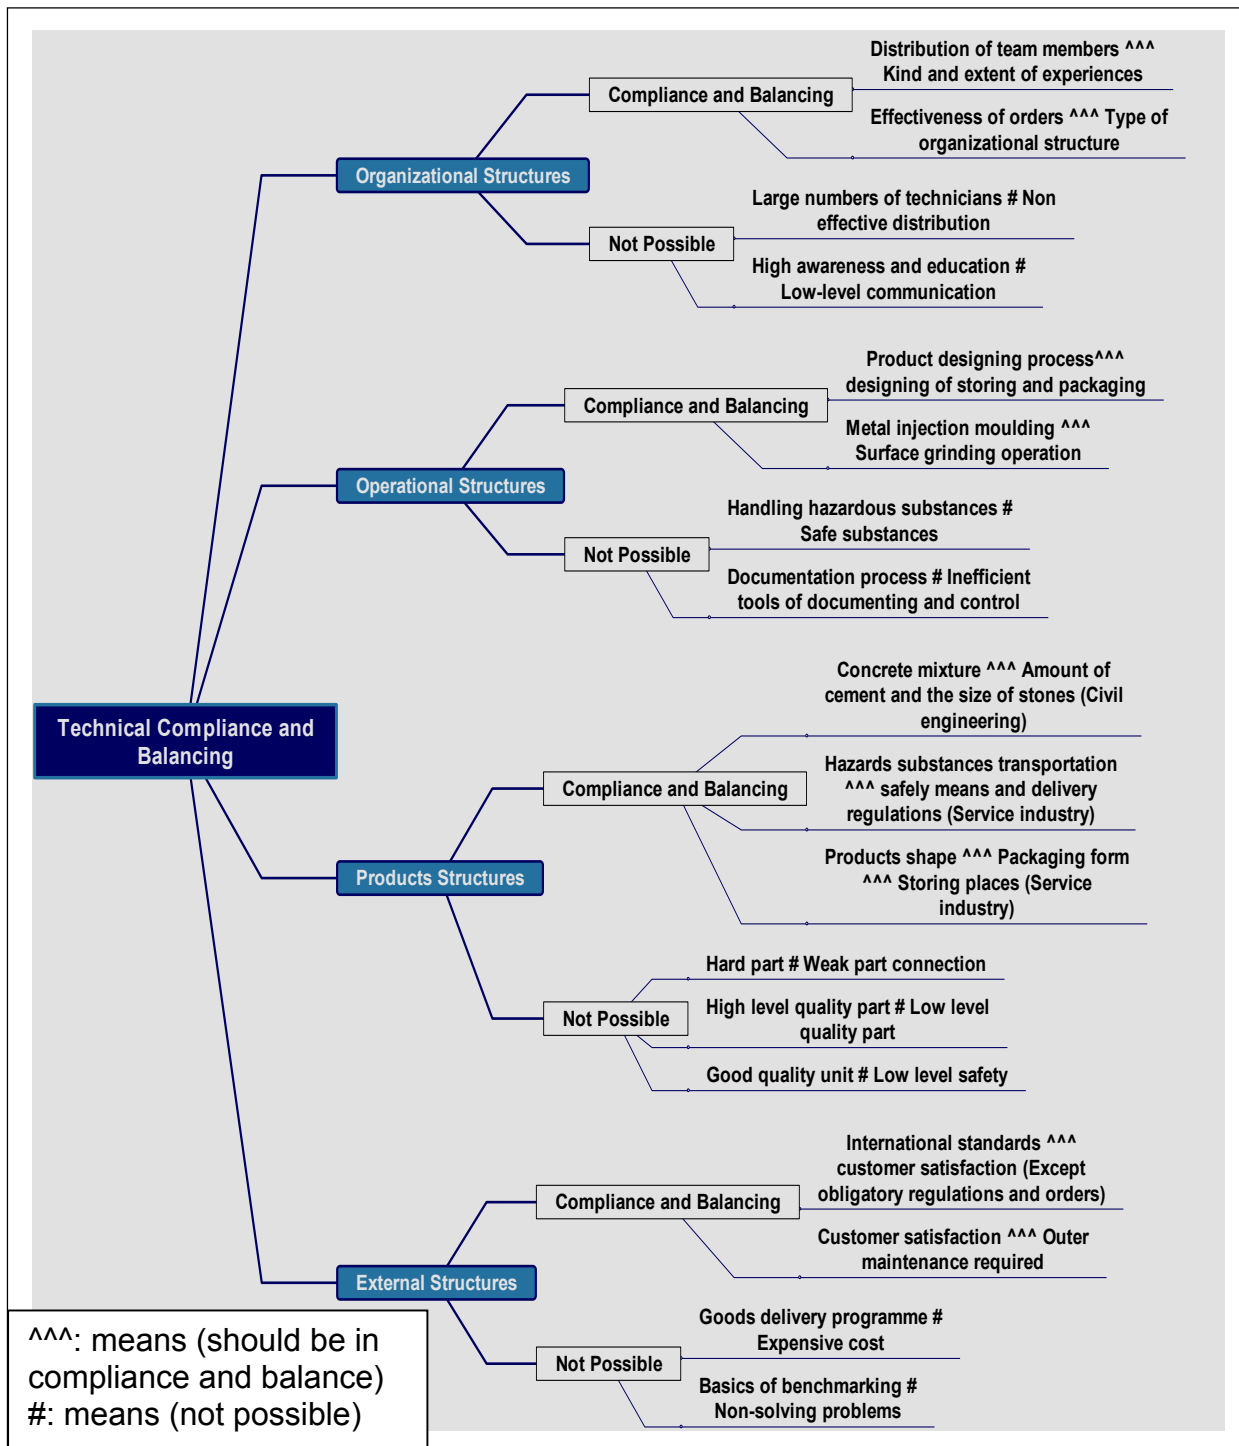 Distribution of team members ^^^
Kind and extent of experiences
Compliance and Balancing
Effectiveness of orders ^^^ Type of
organizational structure
Organizational Structures
Large numbers of technicians # Non
effective distribution
Not Possible
High awareness and education #
Low-level communication
Product designing process^^^
designing of storing and packaging
Compliance and Balancing
Metal injection moulding ^^^
Surface grinding operation
Operational Structures
Handling hazardous substances #
Safe substances
Not Possible
Documentation process # Inefficient
tools of documenting and control
Technical Compliance and
Balancing
Concrete mixture ^^^ Amount of
cement and the size of stones (Civil
engineering)
Compliance and Balancing
Hazards substances transportation
^^^ safely means and delivery
regulations (Service industry)
Products shape ^^^ Packaging form
^^^ Storing places (Service
industry)
Products Structures
Hard part # Weak part connection
Not Possible
High level quality part # Low level
quality part
Good quality unit # Low level safety
International standards ^^^
customer satisfaction (Except
obligatory regulations and orders)
Compliance and Balancing
Customer satisfaction ^^^ Outer
maintenance required
External Structures
Goods delivery programme #
Expensive cost
Not Possible
Basics of benchmarking #
Non-solving problems
^^^: means (should be in
compliance and balance)
#: means (not possible)